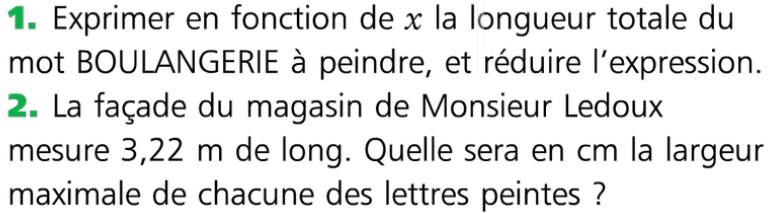 1. Exprimer en fonction de x la longueur totale du
mot BOULANGERIE à peindre, et réduire l'expression.
2. La façade du magasin de Monsieur Ledoux
mesure 3,22 m de long. Quelle sera en cm la largeur
maximale de chacune des lettres peintes ?